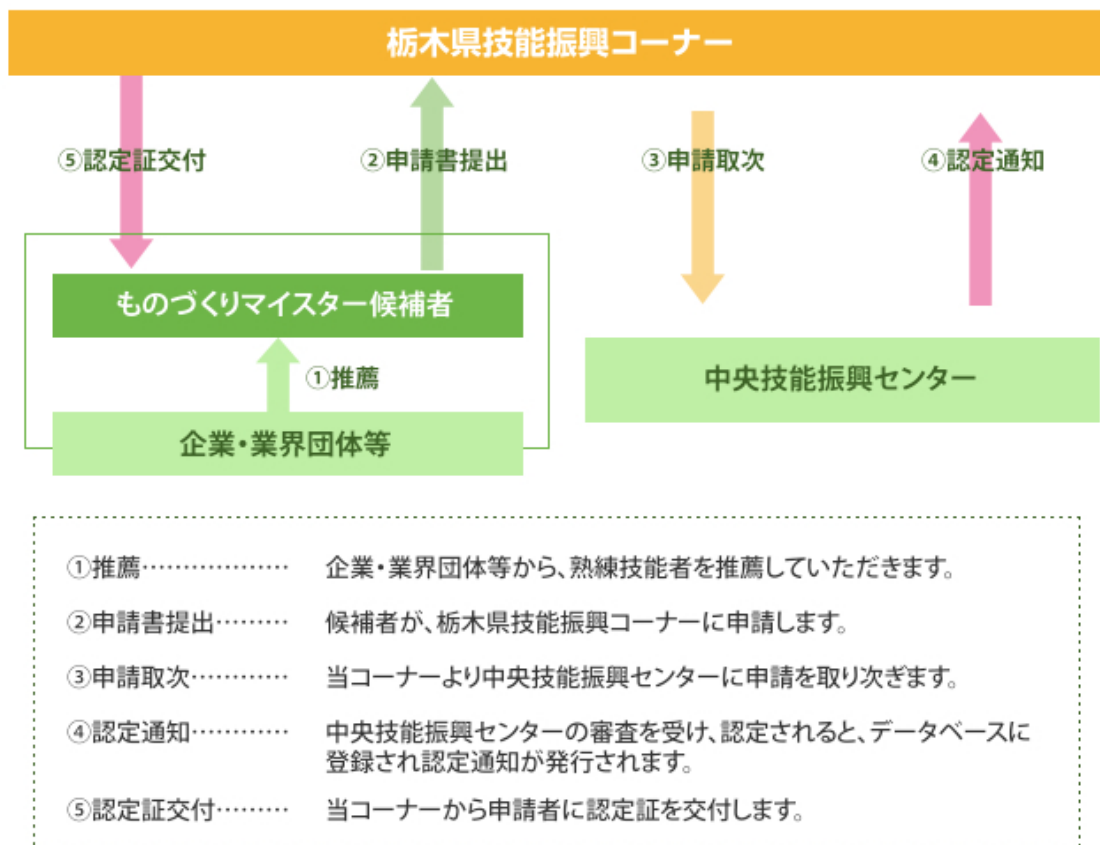 栃木県技能振興コーナー
⑤認定証交付
②申請書提出
③申請取次
④認定通知
ものづくりマイスター候補者
①推薦
企業・業界団体等
中央技能振興センター
①推薦……………… 企業・業界団体等から、熟練技能者を推薦していただきます。
②申請書提出……… 候補者が、栃木県技能振興コーナーに申請します。
③申請取次………… 当コーナーより中央技能振興センターに申請を取り次ぎます。
④認定通知………… 中央技能振興センターの審査を受け、認定されると、データベースに
登録され認定通知が発行されます。
⑤認定証交付……… 当コーナーから申請者に認定証を交付します。